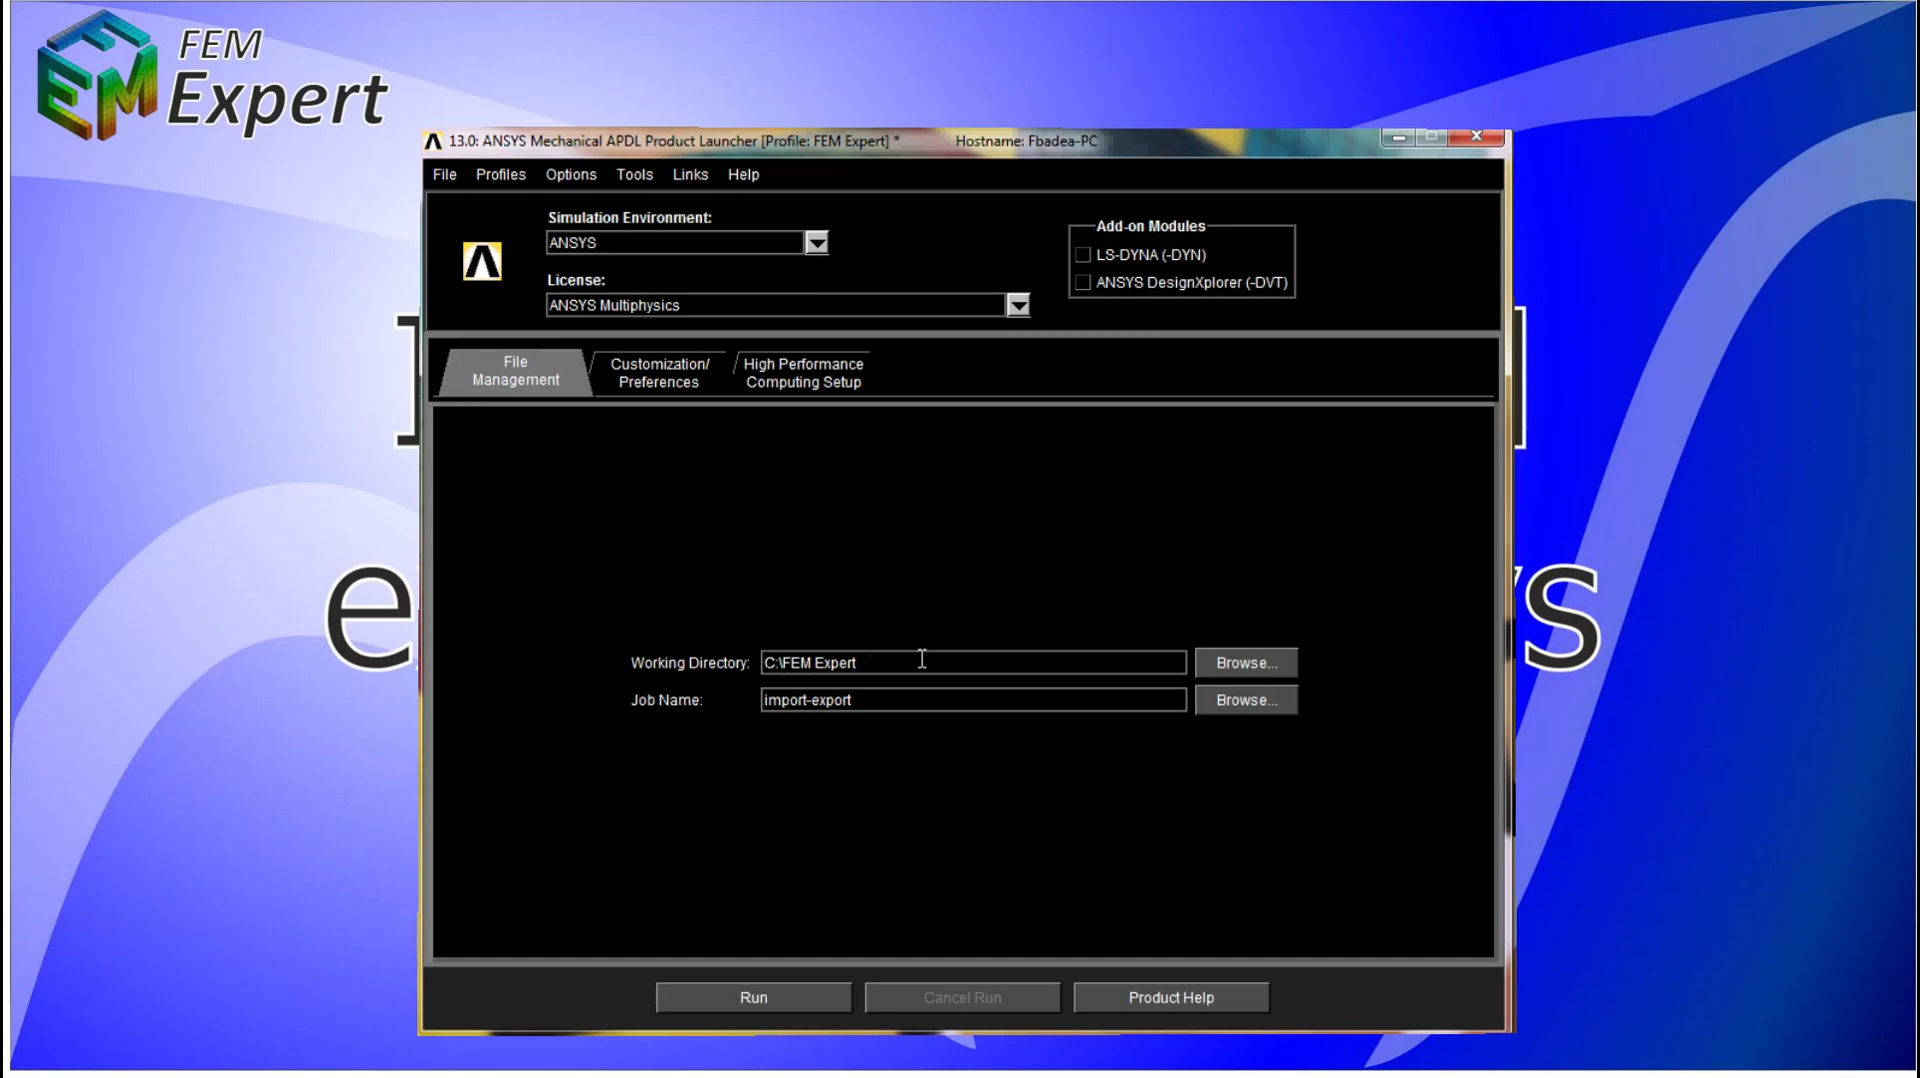 FEM
Expert
13.0: ANSYS Mechanical APDL Product Launcher [Profile: FEM Expert] * Hostname: Fbadea-PC
File Profiles Options Tools Links Help
Simulation Environment:
ANSYS
License:
ANSYS Multiphysics
Add-on Modules
LS-DYNA (-DYN)
ANSYS DesignXplorer (-DVT)
File
Management
Customization/
Preferences
High Performance
Computing Setup
Working Directory: C:\FEM Expert Browse...
Job Name: import-export Browse...
Run Cancel Run Product Help